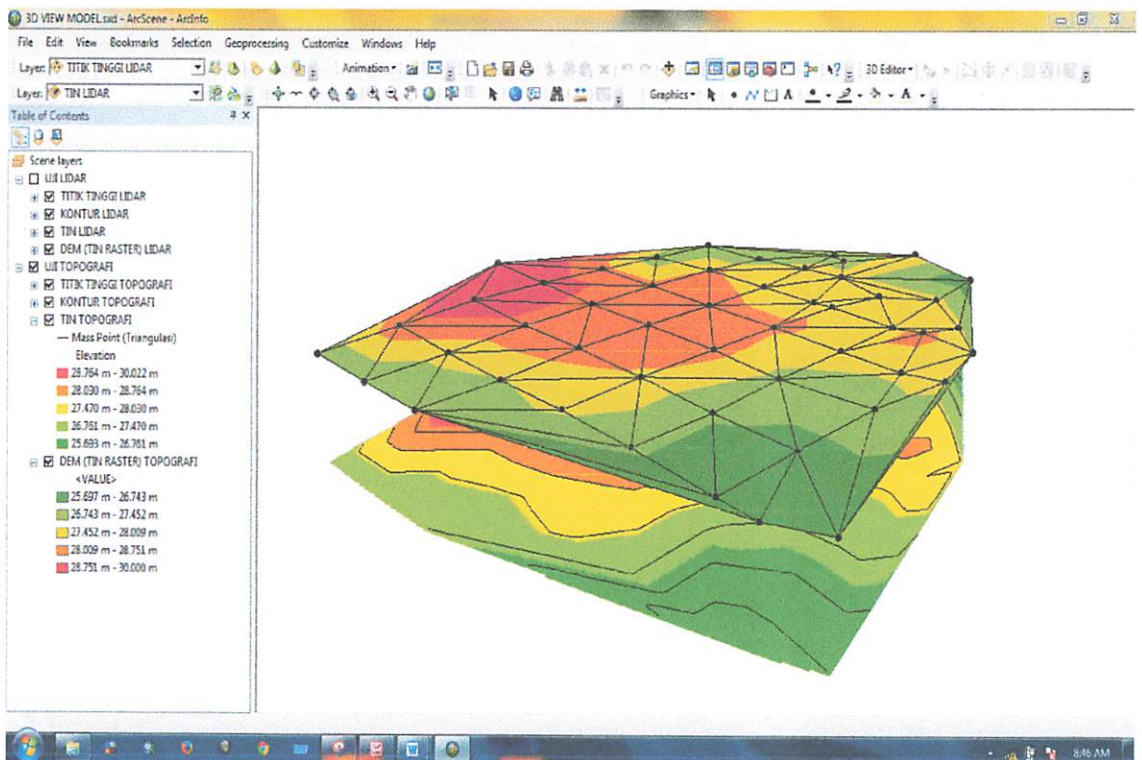 3D VIEW MODEL.sxd - ArcScene - ArcInfo
File Edit View Bookmarks Selection Geoprocessing Customize Windows Help
Layer: TITIK TINGGI LIDAR Animation 3D Editor
Layer: TIN LIDAR Graphics A A
Table of Contents
Scene layers
UJI LIDAR
TITIK TINGGI LIDAR
KONTUR LIDAR
TIN LIDAR
DEM (TIN RASTER) LIDAR
UJI TOPOGRAFI
TITIK TINGGI TOPOGRAFI
KONTUR TOPOGRAFI
TIN TOPOGRAFI
Mass Point (Triangulasi)
Elevation
28.764 m - 30.022 m
28.030 m - 28.764 m
27.470 m - 28.030 m
26.761 m - 27.470 m
25.693 m - 26.761 m
DEM (TIN RASTER) TOPOGRAFI
<VALUE>
25.697 m - 26.743 m
26.743 m - 27.452 m
27.452 m - 28.009 m
28.009 m - 28.751 m
28.751 m - 30.000 m
8:46 AM